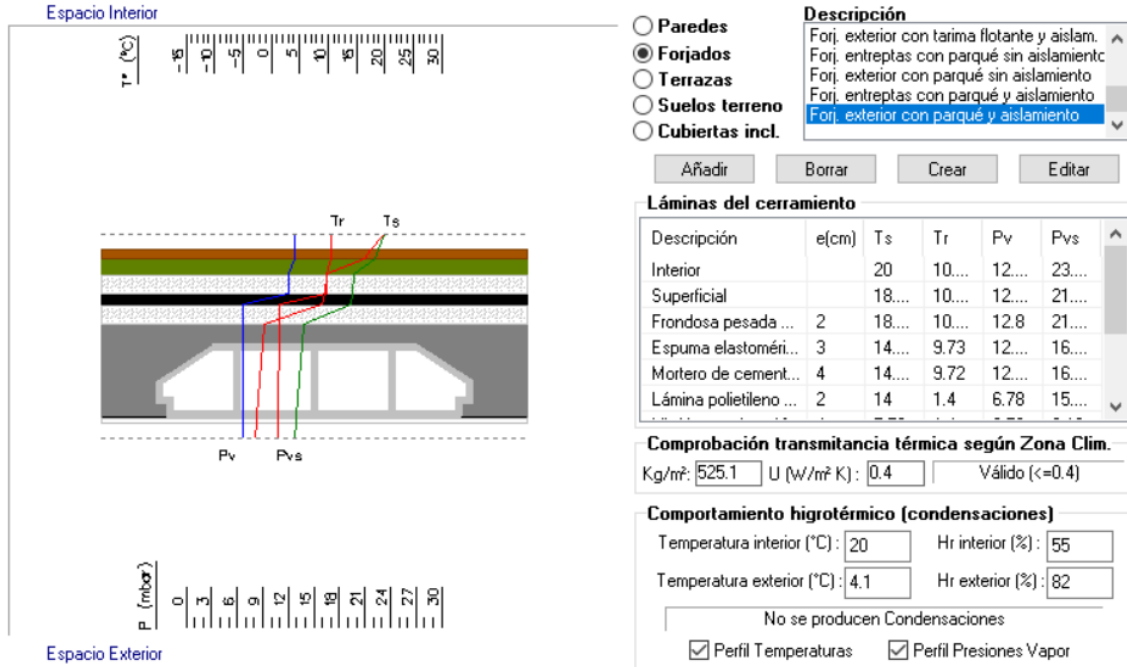 Espacio Interior
Tª (ºC)
-15 -10 -5 0 5 10 15 20 25 30
Tr Ts
Pv Pvs
P (mbar)
0 3 6 9 12 15 18 21 24 27 30
Espacio Exterior
Paredes
Forjados
Terrazas
Suelos terreno
Cubiertas incl.
Descripción
Forj. exterior con tarima flotante y aislam.
Forj. entreptas con parqué sin aislamiento
Forj. exterior con parqué sin aislamiento
Forj. entreptas con parqué y aislamiento
Forj. exterior con parqué y aislamiento
Añadir Borrar Crear Editar
Láminas del cerramiento
Descripción e(cm) Ts Tr Pv Pvs
Interior 20 10.... 12.... 23....
Superficial 18.... 10.... 12.... 21....
Frondosa pesada ... 2 18.... 10.... 12.8 21....
Espuma elastoméri... 3 14.... 9.73 12.... 16....
Mortero de cement... 4 14.... 9.72 12.... 16....
Lámina polietileno ... 2 14 1.4 6.78 15....
Comprobación transmitancia térmica según Zona Clim.
Kg/m²: 525.1 U (W/m² K) : 0.4 Válido (<=0.4)
Comportamiento higrotérmico (condensaciones)
Temperatura interior (°C) : 20 Hr interior (%) : 55
Temperatura exterior (°C) : 4.1 Hr exterior (%) : 82
No se producen Condensaciones
Perfil Temperaturas Perfil Presiones Vapor